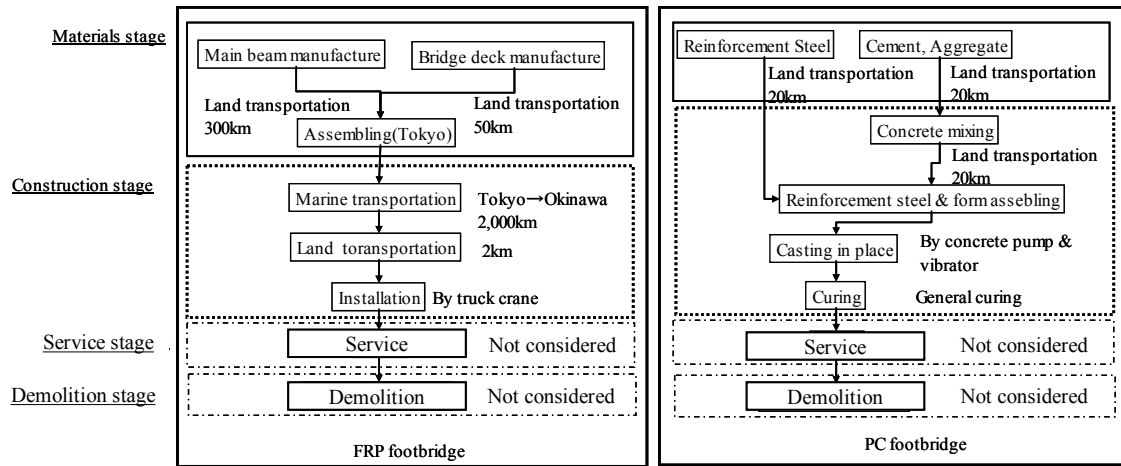 Materials stage
Main beam manufacture
Bridge deck manufacture
Land transportation
300km
Land transportation
50km
Assembling(Tokyo)
Construction stage
Marine transportation
Tokyo→Okinawa
2,000km
Land toransportation
2km
Installation
By truck crane
Service stage
Service
Not considered
Demolition stage
Demolition
Not considered
FRP footbridge
Reinforcement Steel
Cement, Aggregate
Land transportation
20km
Land transportation
20km
Concrete mixing
Land transportation
20km
Reinforcement steel & form assebling
Casting in place
By concrete pump &
vibrator
Curing
General curing
Service
Not considered
Demolition
Not considered
PC footbridge